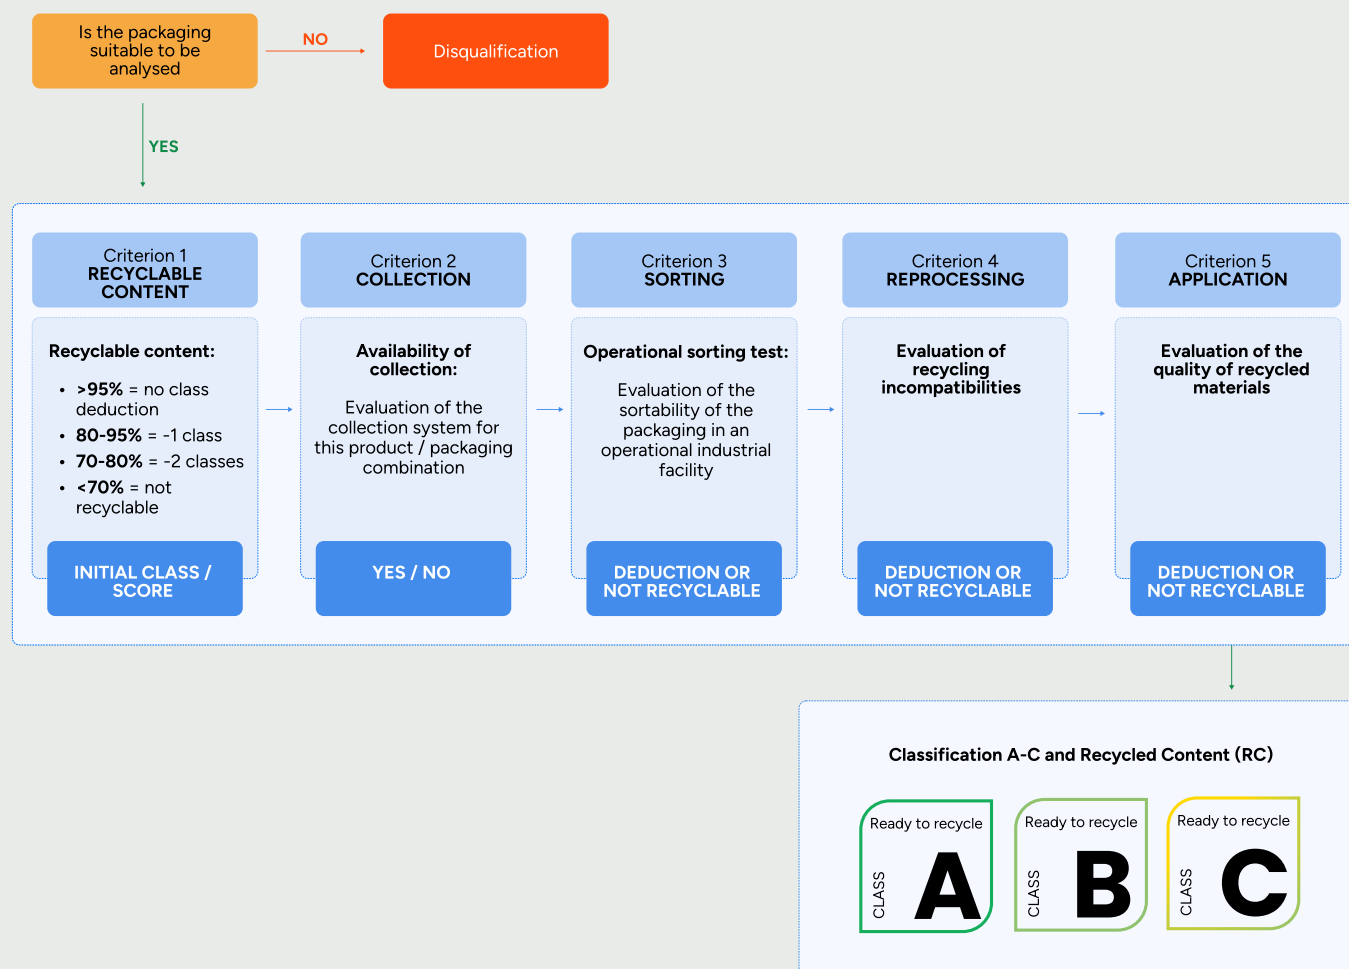 Is the packaging
suitable to be
analysed
NO
Disqualification
YES
Criterion 1
RECYCLABLE
CONTENT
Recyclable content:
• >95% = no class
deduction
• 80-95% = -1 class
• 70-80% = -2 classes
• <70% = not
recyclable
INITIAL CLASS /
SCORE
Criterion 2
COLLECTION
Availability of
collection:
Evaluation of the
collection system for
this product / packaging
combination
YES / NO
Criterion 3
SORTING
Operational sorting test:
Evaluation of the
sortability of the
packaging in an
operational industrial
facility
DEDUCTION OR
NOT RECYCLABLE
Criterion 4
REPROCESSING
Evaluation of
recycling
incompatibilities
DEDUCTION OR
NOT RECYCLABLE
Criterion 5
APPLICATION
Evaluation of the
quality of recycled
materials
DEDUCTION OR
NOT RECYCLABLE
Classification A-C and Recycled Content (RC)
Ready to recycle
CLASS
A
Ready to recycle
CLASS
B
Ready to recycle
CLASS
C